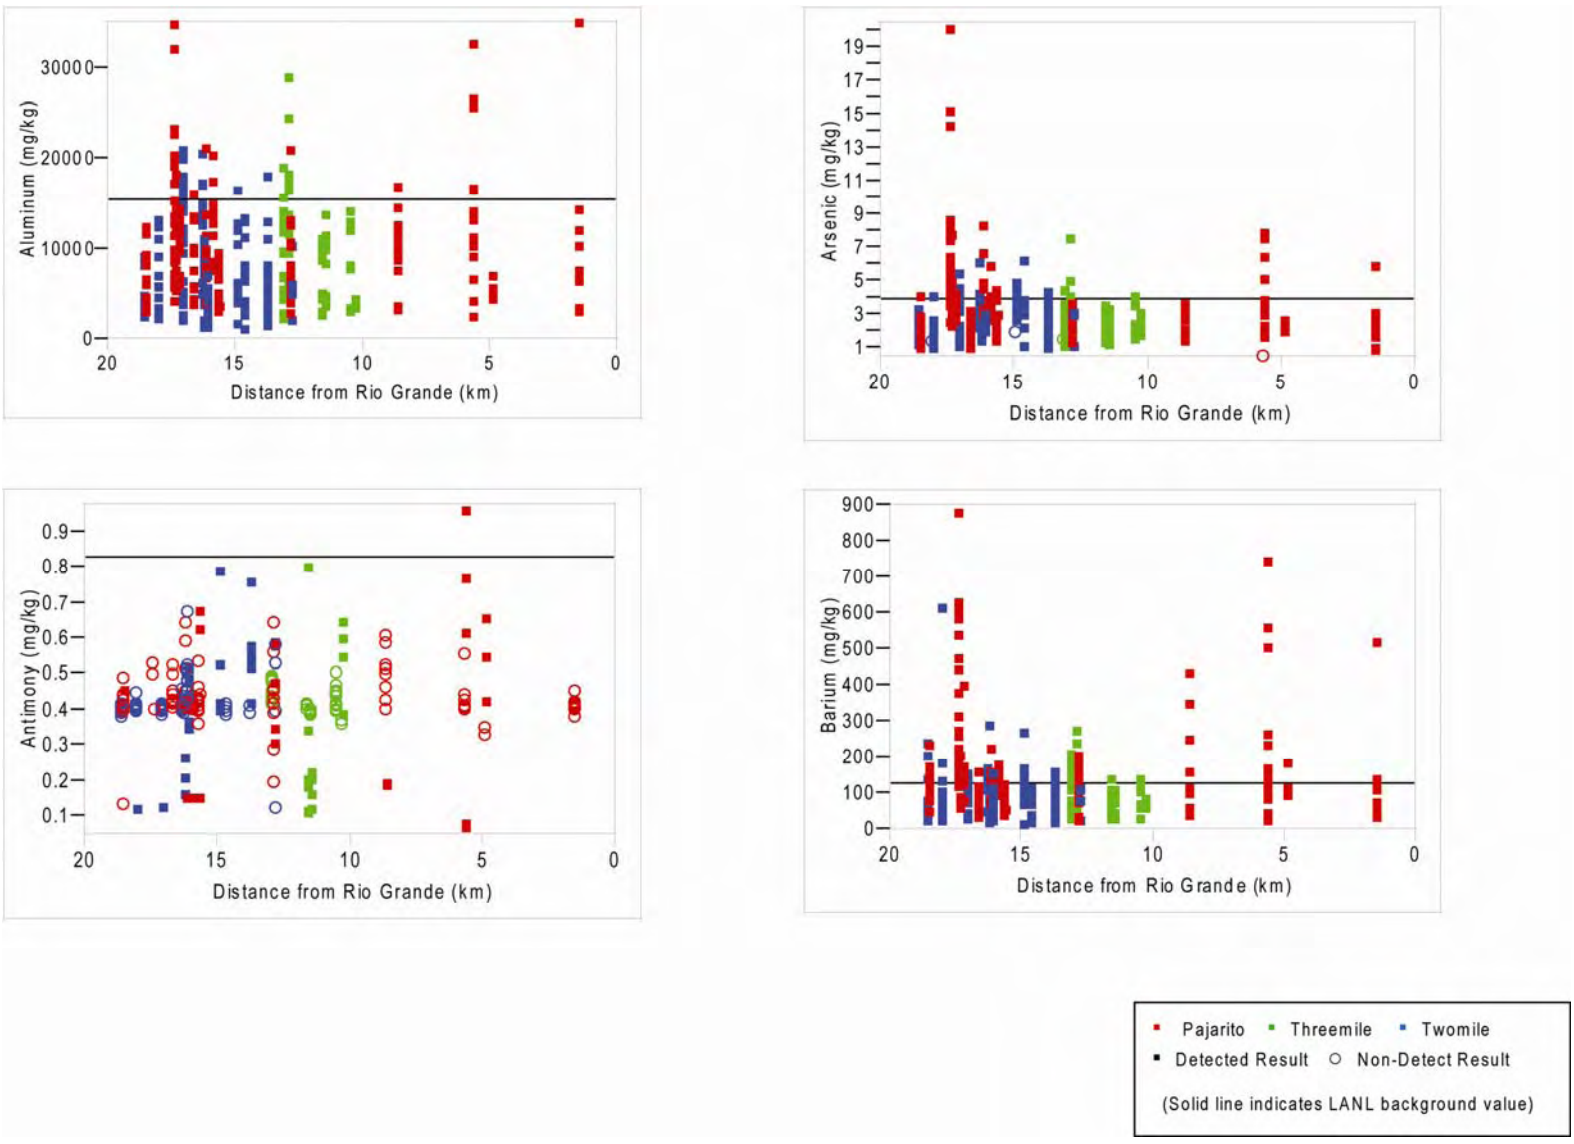 30000
20000
10000
0
Aluminum (mg/kg)
20 15 10 5 0
Distance from Rio Grande (km)
19
17
15
13
11
9
7
5
3
1
Arsenic (mg/kg)
20 15 10 5 0
Distance from Rio Grande (km)
0.9
0.8
0.7
0.6
0.5
0.4
0.3
0.2
0.1
Antimony (mg/kg)
20 15 10 5 0
Distance from Rio Grande (km)
900
800
700
600
500
400
300
200
100
0
Barium (mg/kg)
20 15 10 5 0
Distance from Rio Grande (km)
Pajarito Threemile Twomile
Detected Result Non-Detect Result
(Solid line indicates LANL background value)